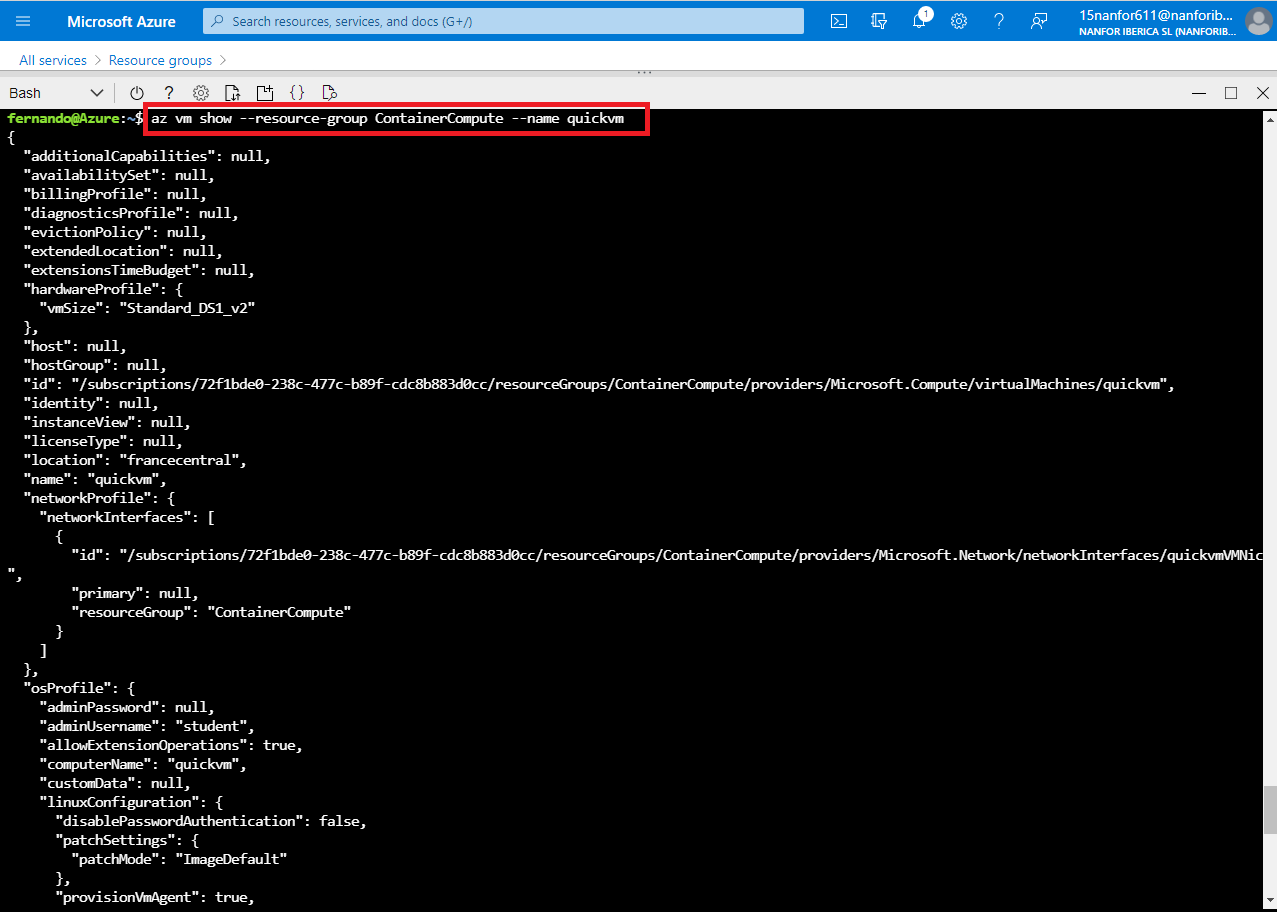 Microsoft Azure
Search resources, services, and docs (G+/)
1
15nanfor611@nanforib...
NANFOR IBERICA SL (NANFORIB...
All services > Resource groups >
Bash
fernando@Azure:~$ az vm show --resource-group ContainerCompute --name quickvm
{
  "additionalCapabilities": null,
  "availabilitySet": null,
  "billingProfile": null,
  "diagnosticsProfile": null,
  "evictionPolicy": null,
  "extendedLocation": null,
  "extensionsTimeBudget": null,
  "hardwareProfile": {
    "vmSize": "Standard_DS1_v2"
  },
  "host": null,
  "hostGroup": null,
  "id": "/subscriptions/72f1bde0-238c-477c-b89f-cdc8b883d0cc/resourceGroups/ContainerCompute/providers/Microsoft.Compute/virtualMachines/quickvm",
  "identity": null,
  "instanceView": null,
  "licenseType": null,
  "location": "francecentral",
  "name": "quickvm",
  "networkProfile": {
    "networkInterfaces": [
      {
        "id": "/subscriptions/72f1bde0-238c-477c-b89f-cdc8b883d0cc/resourceGroups/ContainerCompute/providers/Microsoft.Network/networkInterfaces/quickvmVMNic
",
        "primary": null,
        "resourceGroup": "ContainerCompute"
      }
    ]
  },
  "osProfile": {
    "adminPassword": null,
    "adminUsername": "student",
    "allowExtensionOperations": true,
    "computerName": "quickvm",
    "customData": null,
    "linuxConfiguration": {
      "disablePasswordAuthentication": false,
      "patchSettings": {
        "patchMode": "ImageDefault"
      },
      "provisionVmAgent": true,